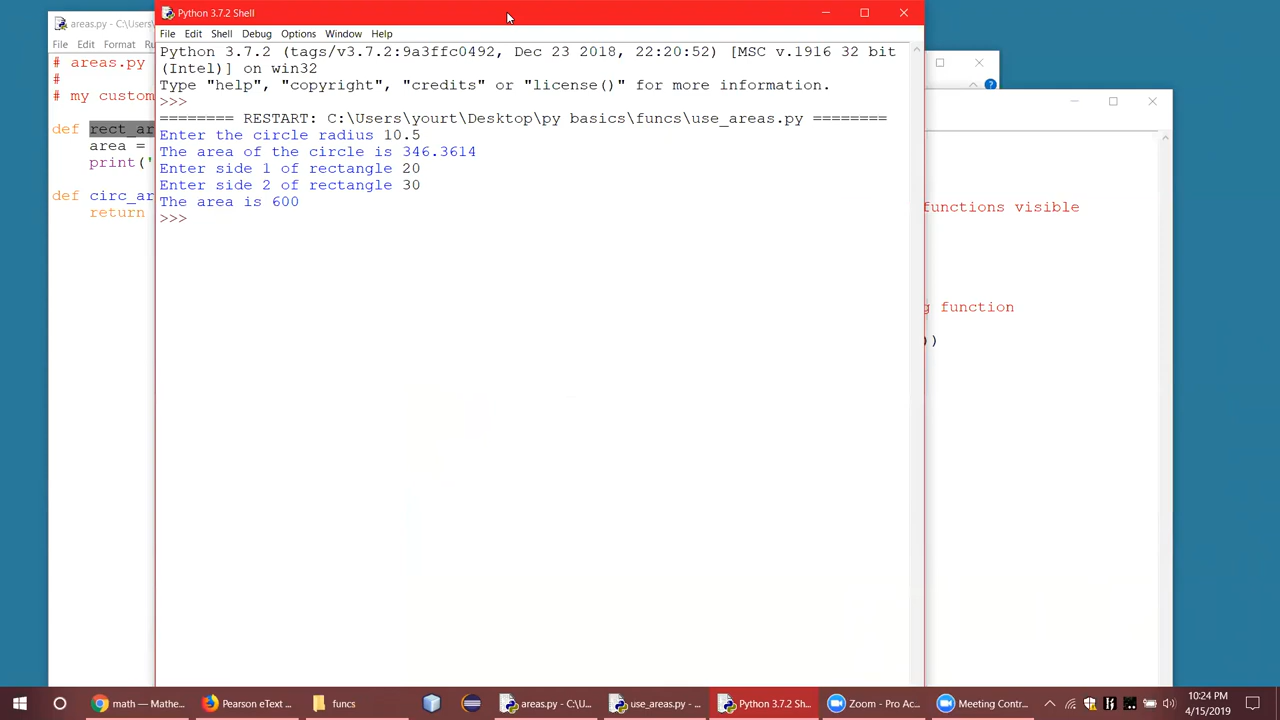 areas.py - C:\Users
File Edit Format Ru
# areas.py
#
# my custom
def rect_ar
area =
print('
def circ_ar
return
Python 3.7.2 Shell
File Edit Shell Debug Options Window Help
Python 3.7.2 (tags/v3.7.2:9a3ffc0492, Dec 23 2018, 22:20:52) [MSC v.1916 32 bit
(Intel)] on win32
Type "help", "copyright", "credits" or "license()" for more information.
>>>
======== RESTART: C:\Users\yourt\Desktop\py basics\funcs\use_areas.py ========
Enter the circle radius 10.5
The area of the circle is 346.3614
Enter side 1 of rectangle 20
Enter side 2 of rectangle 30
The area is 600
>>>
functions visible
g function
))
math — Mathe...
Pearson eText ...
funcs
areas.py - C:\U...
use_areas.py - ...
Python 3.7.2 Sh...
Zoom - Pro Ac...
Meeting Contr...
10:24 PM
4/15/2019